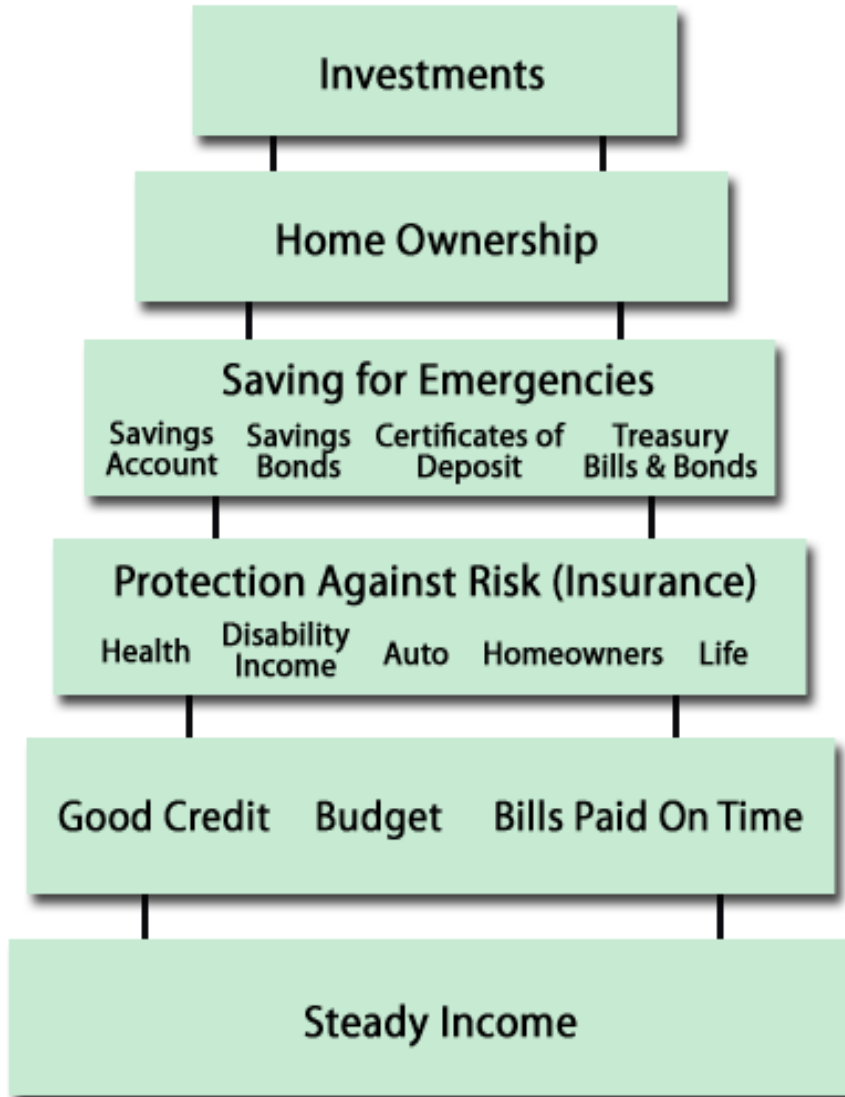 Investments
Home Ownership
Saving for Emergencies
Savings Account
Savings Bonds
Certificates of Deposit
Treasury Bills & Bonds
Protection Against Risk (Insurance)
Health
Disability Income
Auto
Homeowners
Life
Good Credit
Budget
Bills Paid On Time
Steady Income